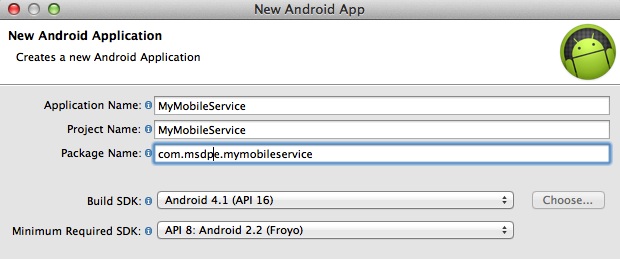 New Android App
New Android Application
Creates a new Android Application
Application Name: MyMobileService
Project Name: MyMobileService
Package Name: com.msdpe.mymobileservice
Build SDK: Android 4.1 (API 16) Choose...
Minimum Required SDK: API 8: Android 2.2 (Froyo)